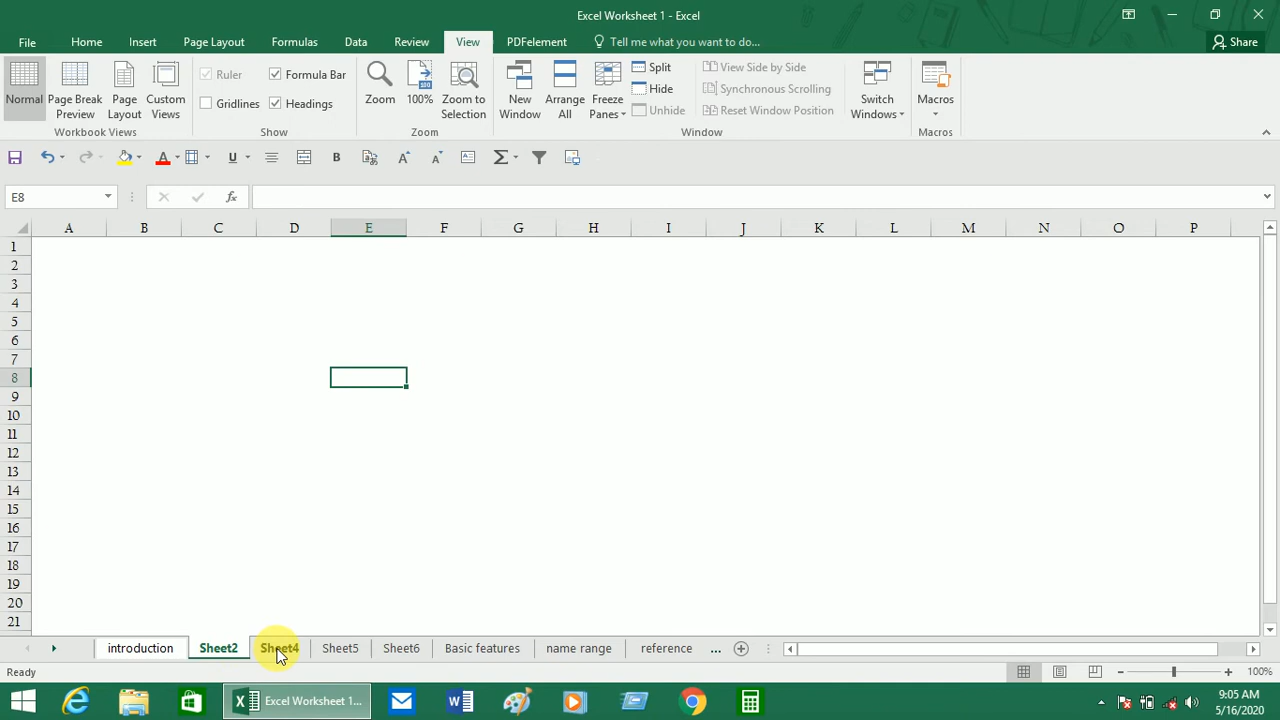 Excel Worksheet 1 - Excel
File Home Insert Page Layout Formulas Data Review View PDFelement Tell me what you want to do... Share
Normal Page Break Preview Page Layout Custom Views
Workbook Views
Ruler Formula Bar
Gridlines Headings
Show
Zoom 100% Zoom to Selection
Zoom
New Window Arrange All Freeze Panes
Split
Hide
Unhide
View Side by Side
Synchronous Scrolling
Reset Window Position
Switch Windows
Window
Macros
Macros
E8
A B C D E F G H I J K L M N O P
1
2
3
4
5
6
7
8
9
10
11
12
13
14
15
16
17
18
19
20
21
introduction Sheet2 Sheet4 Sheet5 Sheet6 Basic features name range reference ...
Ready 100%
Excel Worksheet 1...
9:05 AM
5/16/2020